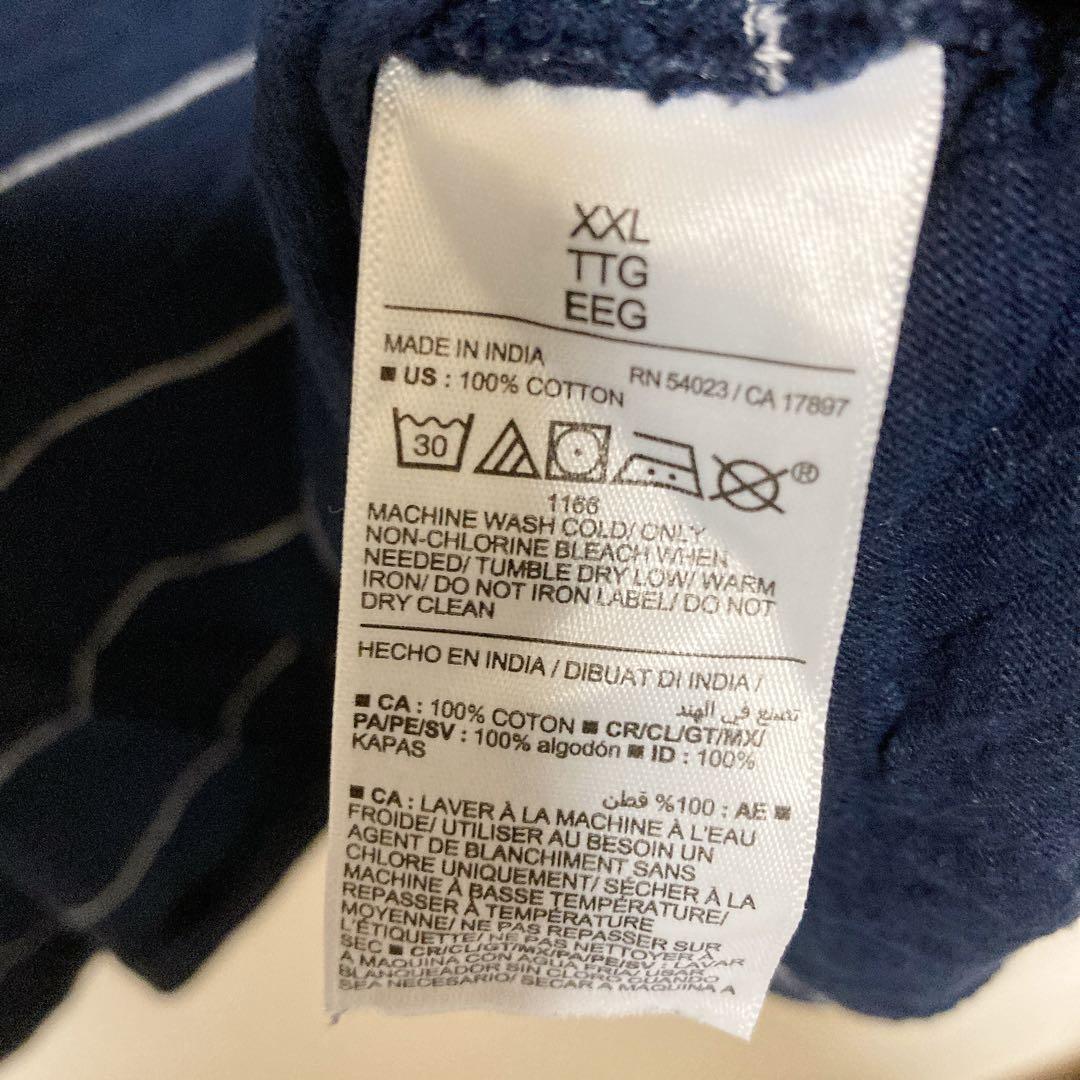 XXL
TTG
EEG
MADE IN INDIA
RN 54023 / CA 17897
■ US : 100% COTTON
30
®
1166
MACHINE WASH COLD/ ONLY
NON-CHLORINE BLEACH WHEN
NEEDED/ TUMBLE DRY LOW/ WARM
IRON/ DO NOT IRON LABEL/ DO NOT
DRY CLEAN
HECHO EN INDIA / DIBUAT DI INDIA /
تصنع في الهند
■ CA : 100% COTON ■ CR/CL/GT/MX/
PA/PE/SV : 100% algodón ■ ID : 100%
KAPAS
■ AE : 100% قطن
■ CA : LAVER À LA MACHINE À L'EAU
FROIDE/ UTILISER AU BESOIN UN
AGENT DE BLANCHIMENT SANS
CHLORE UNIQUEMENT/ SÉCHER À LA
MACHINE À BASSE TEMPÉRATURE/
REPASSER À TEMPÉRATURE
MOYENNE/ NE PAS REPASSER SUR
L'ÉTIQUETTE/ NE PAS NETTOYER À
SEC ■ CR/CL/GT/MX/PA/PE/SV : LAVAR
A MAQUINA CON AGUA FRIA/ USAR
BLANQUEADOR SIN CLORO CUANDO
SEA NECESARIO/ SECAR A MAQUINA A